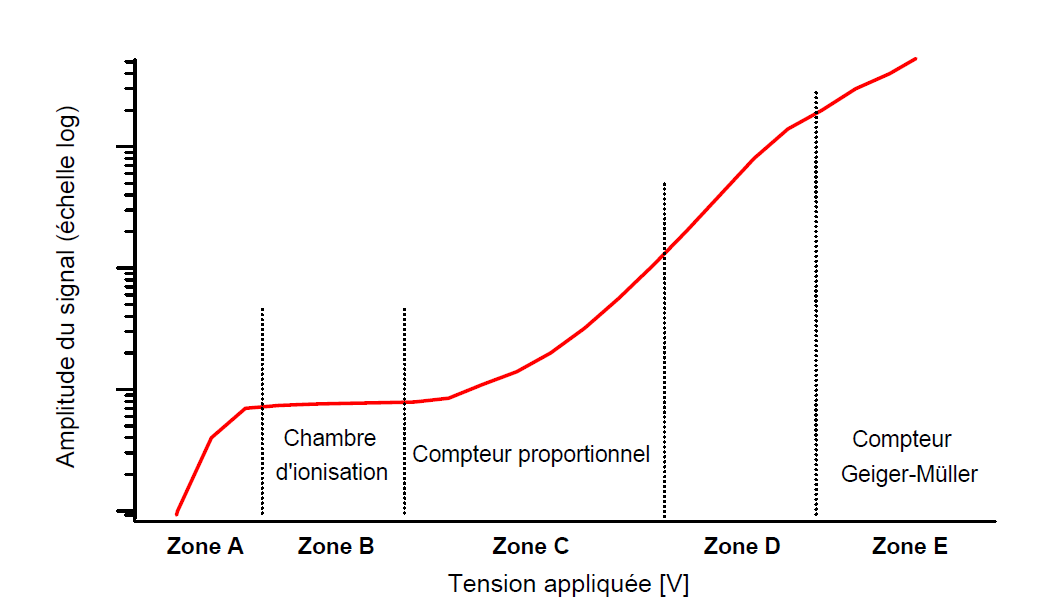 Amplitude du signal (échelle log)
Chambre
d'ionisation
Compteur proportionnel
Compteur
Geiger-Müller
Zone A
Zone B
Zone C
Zone D
Zone E
Tension appliquée [V]